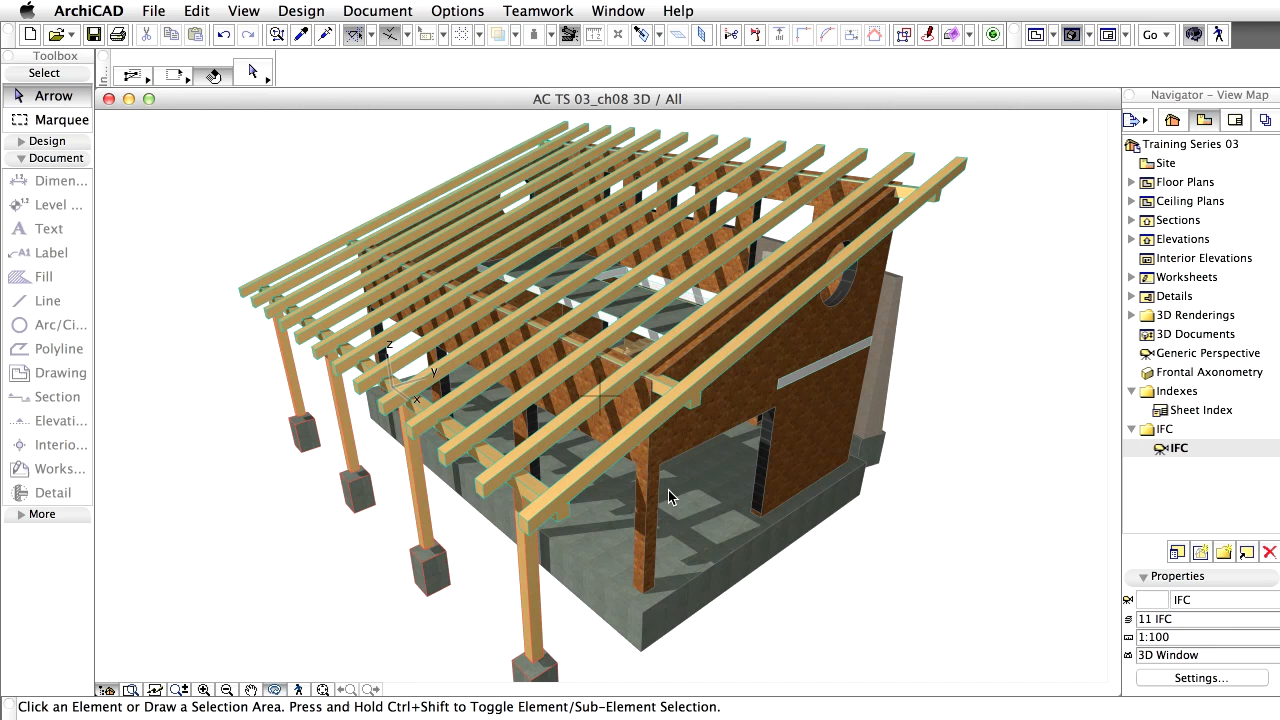 ArchiCAD File Edit View Design Document Options Teamwork Window Help
Go
Toolbox
Select
Arrow
Marquee
Design
Document
Dimen...
Level ...
Text
A1 Label
Fill
Line
Arc/Ci...
Polyline
Drawing
Section
Elevati...
Interio...
Works...
Detail
More
AC TS 03_ch08 3D / All
z
y
x
Navigator - View Map
Training Series 03
Site
Floor Plans
Ceiling Plans
Sections
Elevations
Interior Elevations
Worksheets
Details
3D Renderings
3D Documents
Generic Perspective
Frontal Axonometry
Indexes
Sheet Index
IFC
IFC
Properties
IFC
11 IFC
1:100
3D Window
Settings...
Click an Element or Draw a Selection Area. Press and Hold Ctrl+Shift to Toggle Element/Sub-Element Selection.